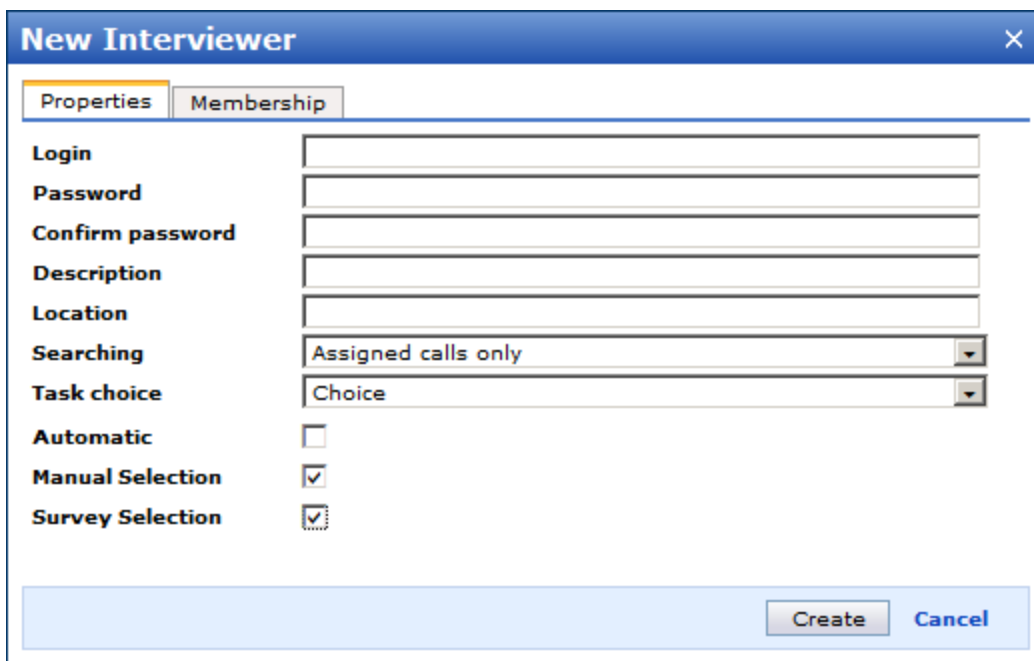 New Interviewer
Properties Membership
Login
Password
Confirm password
Description
Location
Searching Assigned calls only
Task choice Choice
Automatic
Manual Selection
Survey Selection
Create Cancel